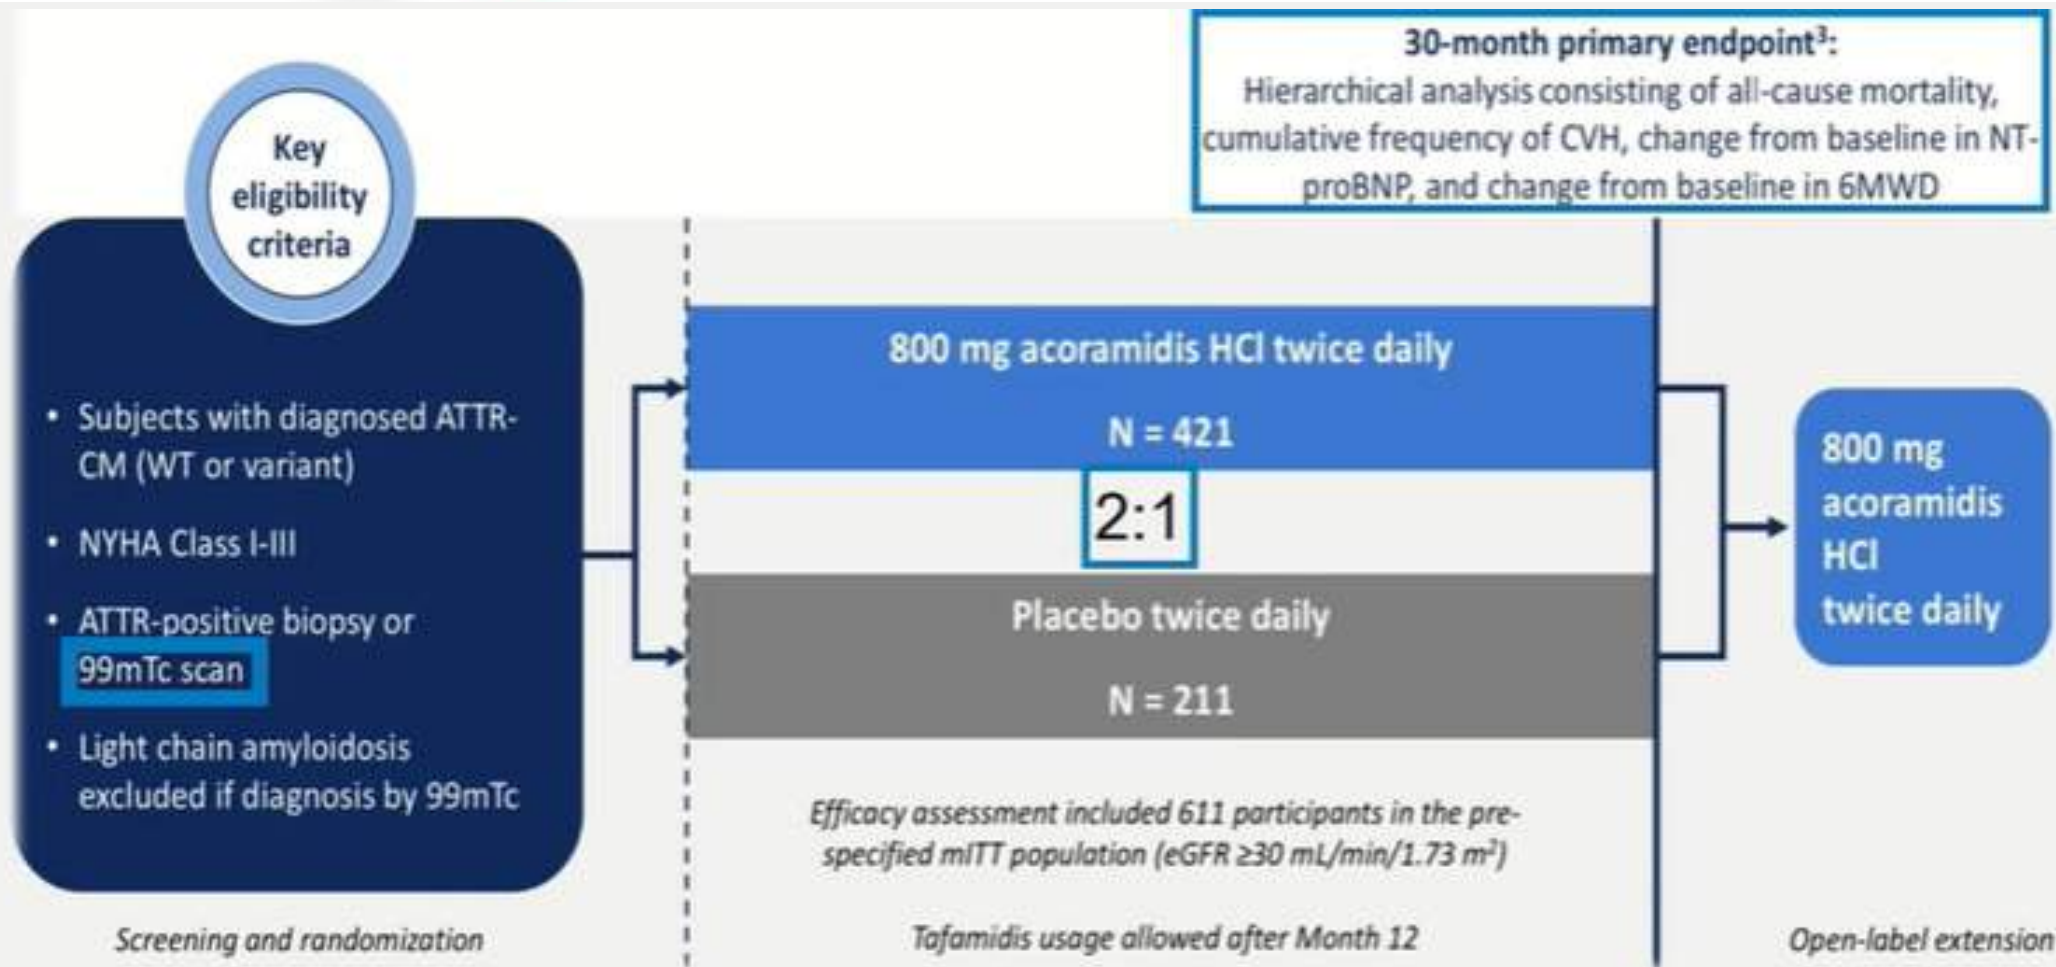 30-month primary endpoint³:
Hierarchical analysis consisting of all-cause mortality,
cumulative frequency of CVH, change from baseline in NT-
proBNP, and change from baseline in 6MWD
Key
eligibility
criteria
• Subjects with diagnosed ATTR-
CM (WT or variant)
• NYHA Class I-III
• ATTR-positive biopsy or
99mTc scan
• Light chain amyloidosis
excluded if diagnosis by 99mTc
Screening and randomization
800 mg acoramidis HCl twice daily
N = 421
2:1
Placebo twice daily
N = 211
Efficacy assessment included 611 participants in the pre-
specified mITT population (eGFR ≥30 mL/min/1.73 m²)
Tafamidis usage allowed after Month 12
800 mg
acoramidis
HCl
twice daily
Open-label extension